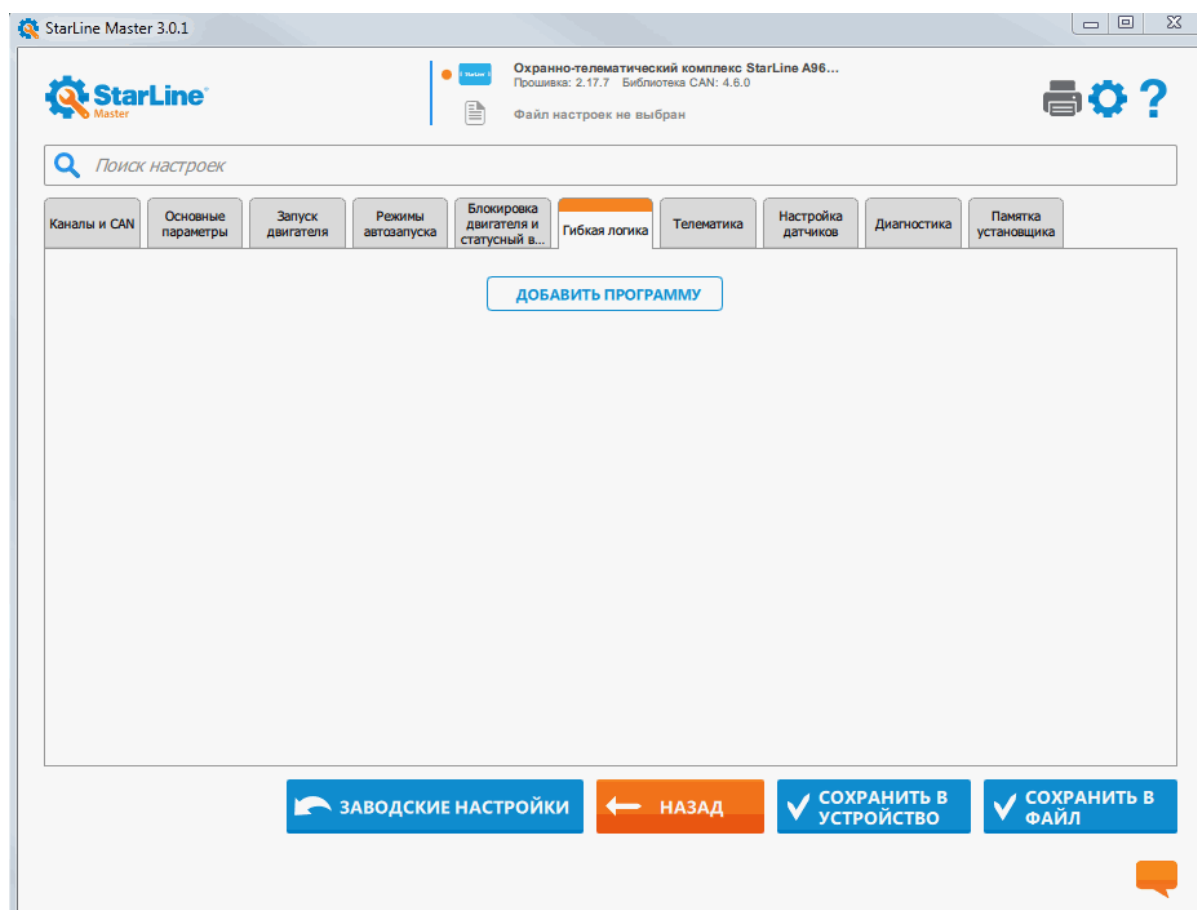 StarLine Master 3.0.1
Охранно-телематический комплекс StarLine A96...
Прошивка: 2.17.7 Библиотека CAN: 4.6.0
StarLine
Master
Файл настроек не выбран
?
Поиск настроек
Каналы и CAN
Основные
параметры
Запуск
двигателя
Режимы
автозапуска
Блокировка
двигателя и
статусный в...
Гибкая логика
Телематика
Настройка
датчиков
Диагностика
Памятка
установщика
ДОБАВИТЬ ПРОГРАММУ
ЗАВОДСКИЕ НАСТРОЙКИ
НАЗАД
СОХРАНИТЬ В
УСТРОЙСТВО
СОХРАНИТЬ В
ФАЙЛ